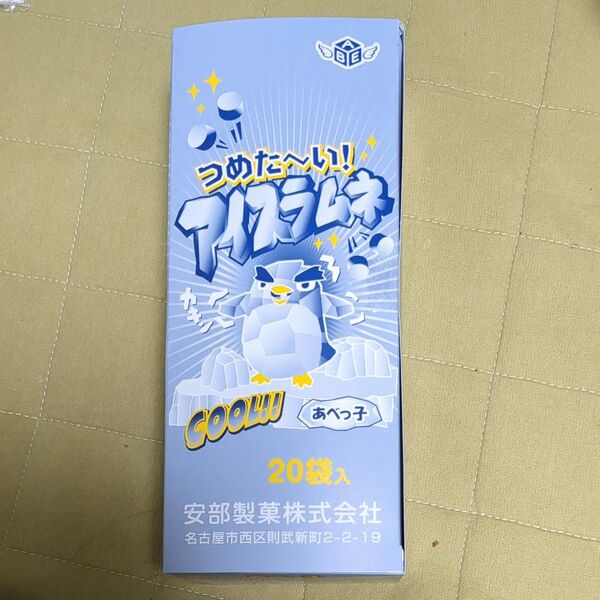 ABE
つめた〜い!
アイスラムネ
カキーン
COOL!!
あべっ子
20袋入
安部製菓株式会社
名古屋市西区則武新町2-2-19